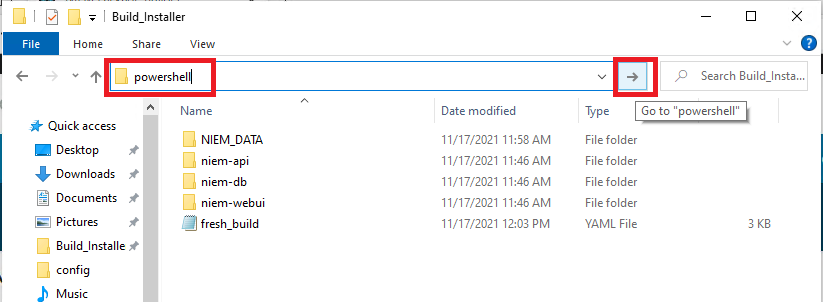 Build_Installer
File Home Share View
powershell
Search Build_Insta...
Go to "powershell"
Name Date modified Type
Quick access
Desktop
Downloads
Documents
Pictures
Build_Installe
config
Music
NIEM_DATA 11/17/2021 11:58 AM File folder
niem-api 11/17/2021 11:46 AM File folder
niem-db 11/17/2021 11:46 AM File folder
niem-webui 11/17/2021 11:46 AM File folder
fresh_build 11/17/2021 12:03 PM YAML File 3 KB